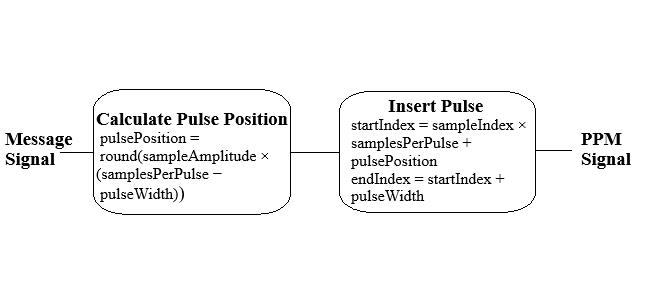 Message
Signal
Calculate Pulse Position
pulsePosition =
round(sampleAmplitude ×
(samplesPerPulse −
pulseWidth))
Insert Pulse
startIndex = sampleIndex ×
samplesPerPulse +
pulsePosition
endIndex = startIndex +
pulseWidth
PPM
Signal